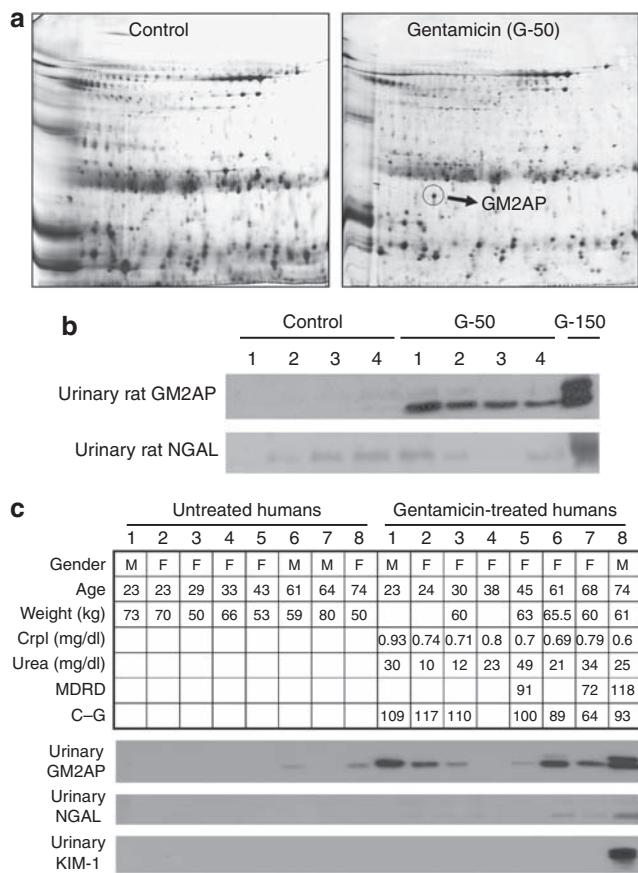 a
Control
Gentamicin (G-50)
GM2AP
b
Control G-50 G-150
1 2 3 4 1 2 3 4
Urinary rat GM2AP
Urinary rat NGAL
c
Untreated humans Gentamicin-treated humans
1 2 3 4 5 6 7 8 1 2 3 4 5 6 7 8
Gender M F F F F M M F M F F F F F F M
Age 23 23 29 33 43 61 64 74 23 24 30 38 45 61 68 74
Weight (kg) 73 70 50 66 53 59 80 50 60 63 65.5 60 61
Crpl (mg/dl) 0.93 0.74 0.71 0.8 0.7 0.69 0.79 0.6
Urea (mg/dl) 30 10 12 23 49 21 34 25
MDRD 91 72 118
C–G 109 117 110 100 89 64 93
Urinary
GM2AP
Urinary
NGAL
Urinary
KIM-1